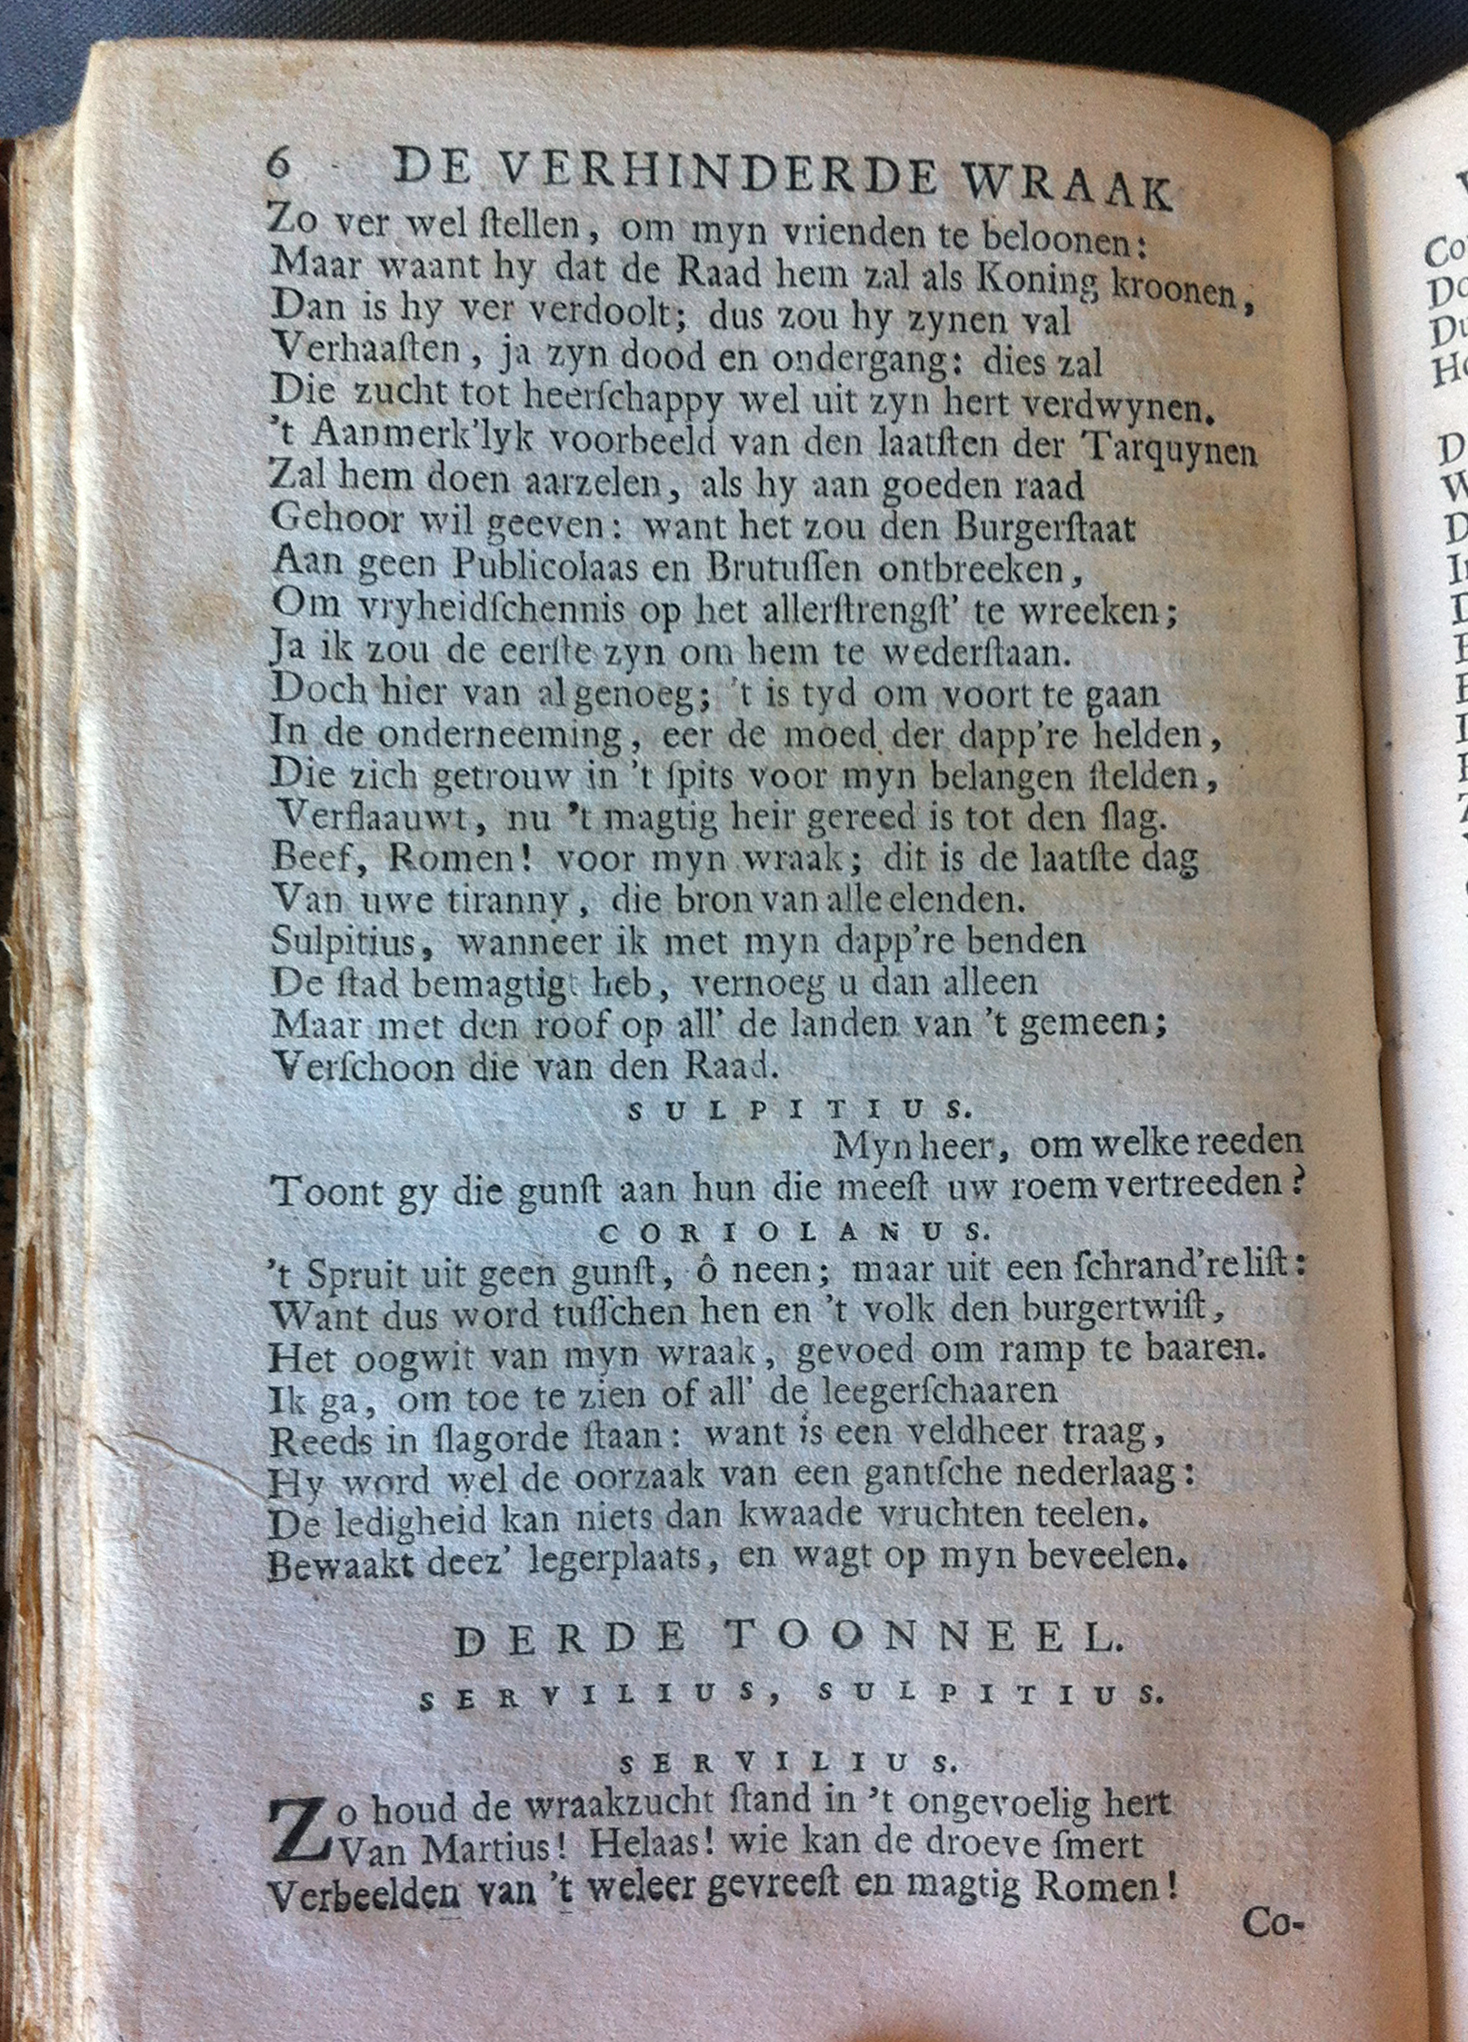 6 DE VERHINDERDE WRAAK
Zo ver wel ſtellen, om myn vrienden te beloonen:
Maar waant hy dat de Raad hem zal als Koning kroonen,
Dan is hy ver verdoolt; dus zou hy zynen val
Verhaaſten, ja zyn dood en ondergang: dies zal
Die zucht tot heerſchappy wel uit zyn hert verdwynen.
't Aanmerk'lyk voorbeeld van den laatſten der Tarquynen
Zal hem doen aarzelen, als hy aan goeden raad
Gehoor wil geeven: want het zou den Burgerſtaat
Aan geen Publicolaas en Brutuſſen ontbreeken,
Om vryheidſchennis op het allerſtrengſt' te wreeken;
Ja ik zou de eerſte zyn om hem te wederſtaan.
Doch hier van al genoeg; 't is tyd om voort te gaan
In de onderneeming, eer de moed der dapp're helden,
Die zich getrouw in 't ſpits voor myn belangen ſtelden,
Verflaauwt, nu 't magtig heir gereed is tot den ſlag.
Beef, Romen! voor myn wraak; dit is de laatſte dag
Van uwe tiranny, die bron van alle elenden.
Sulpitius, wanneer ik met myn dapp're benden
De ſtad bemagtigt heb, vernoeg u dan alleen
Maar met den roof op all' de landen van 't gemeen;
Verſchoon die van den Raad.
SULPITIUS.
Myn heer, om welke reeden
Toont gy die gunſt aan hun die meeſt uw roem vertreeden?
CORIOLANUS.
't Spruit uit geen gunſt, ô neen; maar uit een ſchrand're liſt:
Want dus word tuſſchen hen en 't volk den burgertwiſt,
Het oogwit van myn wraak, gevoed om ramp te baaren.
Ik ga, om toe te zien of all' de leegerſchaaren
Reeds in ſlagorde ſtaan: want is een veldheer traag,
Hy word wel de oorzaak van een gantſche nederlaag:
De ledigheid kan niets dan kwaade vruchten teelen.
Bewaakt deez' legerplaats, en wagt op myn beveelen.
DERDE TOONNEEL.
SERVILIUS, SULPITIUS.
SERVILIUS.
Zo houd de wraakzucht ſtand in 't ongevoelig hert
Van Martius! Helaas! wie kan de droeve ſmert
Verbeelden van 't weleer gevreeſt en magtig Romen!
Co-